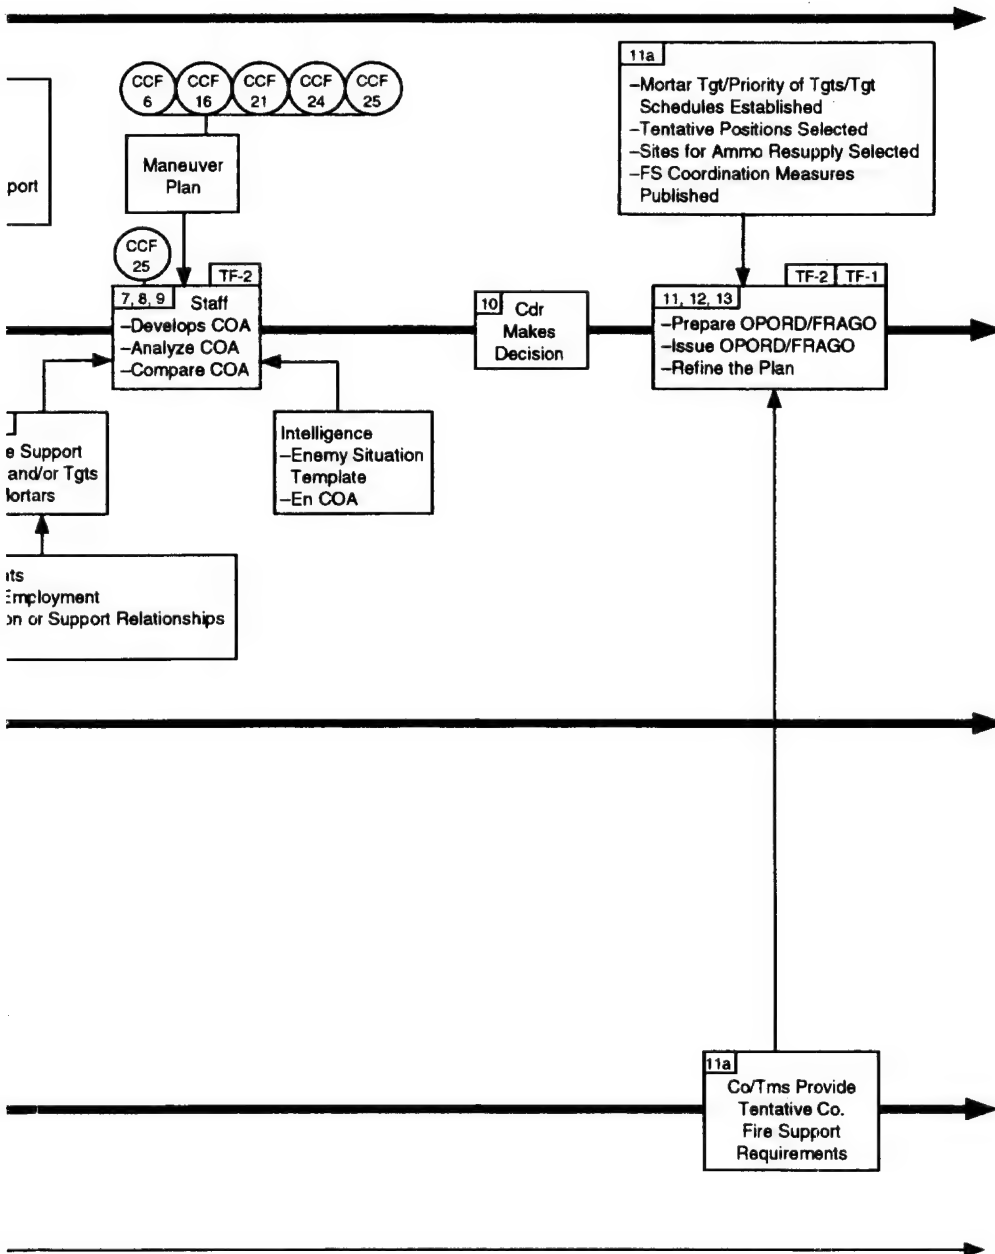 CCF
6
CCF
16
CCF
21
CCF
24
CCF
25
Maneuver
Plan
port
11a
–Mortar Tgt/Priority of Tgts/Tgt
Schedules Established
–Tentative Positions Selected
–Sites for Ammo Resupply Selected
–FS Coordination Measures
Published
CCF
25
TF-2
7, 8, 9
Staff
–Develops COA
–Analyze COA
–Compare COA
10
Cdr
Makes
Decision
TF-2
TF-1
11, 12, 13
–Prepare OPORD/FRAGO
–Issue OPORD/FRAGO
–Refine the Plan
e Support
and/or Tgts
Mortars
Intelligence
–Enemy Situation
Template
–En COA
nts
Employment
on or Support Relationships
11a
Co/Tms Provide
Tentative Co.
Fire Support
Requirements